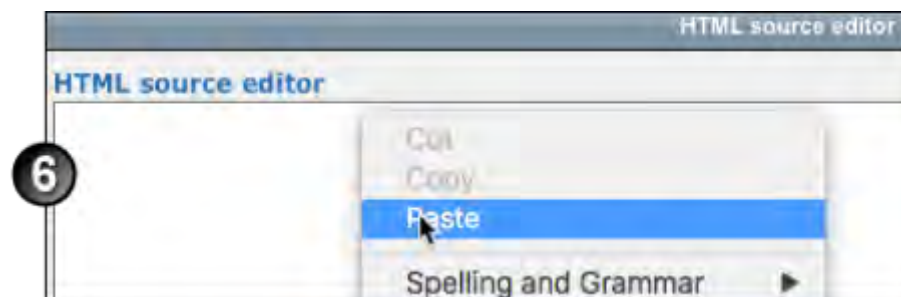 HTML source editor
HTML source editor
6
Cut
Copy
Paste
Spelling and Grammar